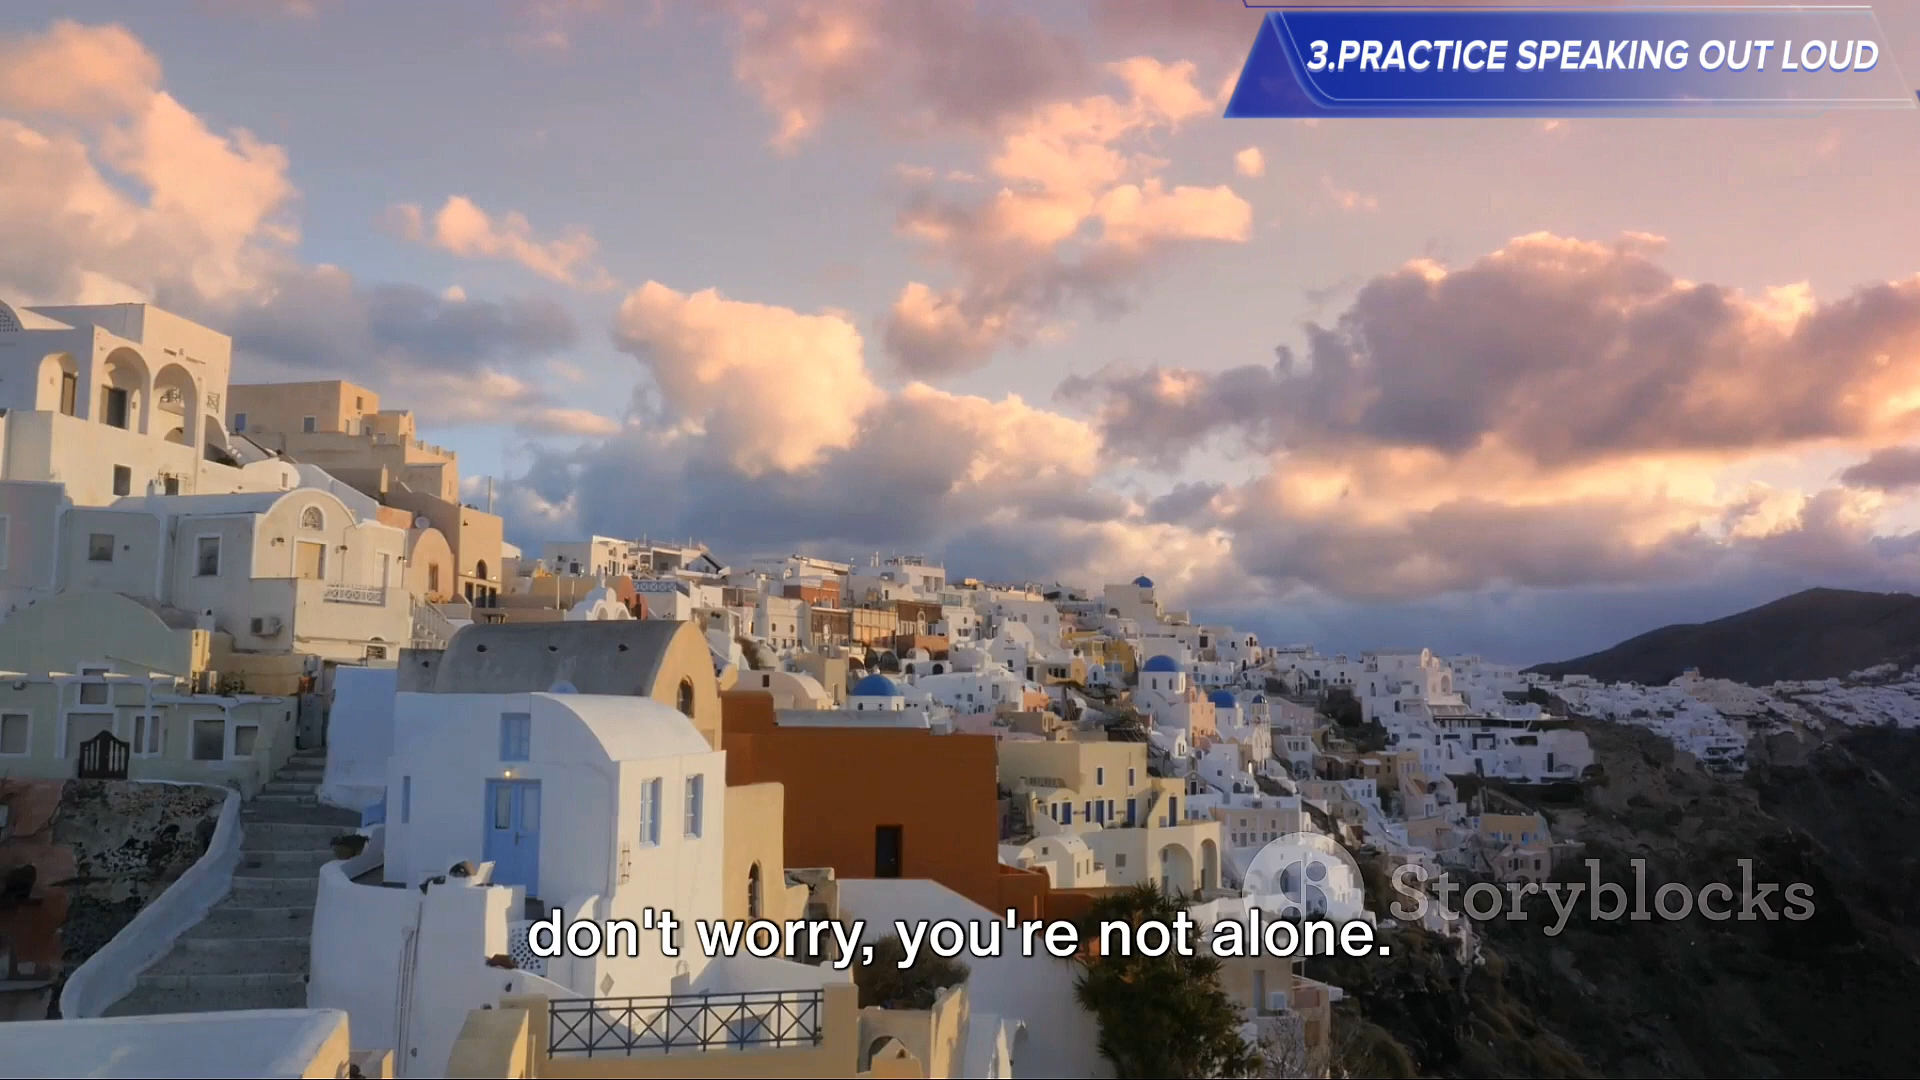 3.PRACTICE SPEAKING OUT LOUD
Storyblocks
don't worry, you're not alone.